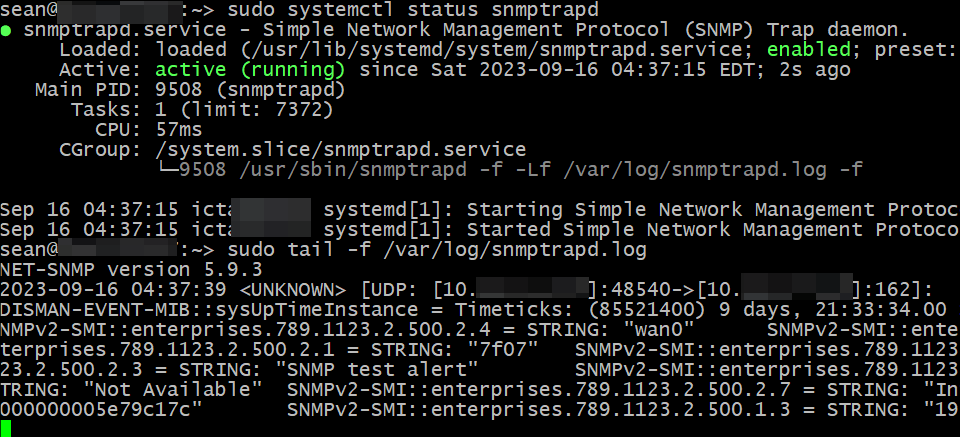 sean@ :~> sudo systemctl status snmptrapd
● snmptrapd.service - Simple Network Management Protocol (SNMP) Trap daemon.
Loaded: loaded (/usr/lib/systemd/system/snmptrapd.service; enabled; preset:
Active: active (running) since Sat 2023-09-16 04:37:15 EDT; 2s ago
Main PID: 9508 (snmptrapd)
Tasks: 1 (limit: 7372)
CPU: 57ms
CGroup: /system.slice/snmptrapd.service
└─9508 /usr/sbin/snmptrapd -f -Lf /var/log/snmptrapd.log -f
Sep 16 04:37:15 icta systemd[1]: Starting Simple Network Management Protoc
Sep 16 04:37:15 systemd[1]: Started Simple Network Management Protoco
sean@ :~> sudo tail -f /var/log/snmptrapd.log
NET-SNMP version 5.9.3
2023-09-16 04:37:39 <UNKNOWN> [UDP: [10. ]:48540->[10. ]:162]:
DISMAN-EVENT-MIB::sysUpTimeInstance = Timeticks: (85521400) 9 days, 21:33:34.00
NMPv2-SMI::enterprises.789.1123.2.500.2.4 = STRING: "wan0" SNMPv2-SMI::ente
terprises.789.1123.2.500.2.1 = STRING: "7f07" SNMPv2-SMI::enterprises.789.1123
23.2.500.2.3 = STRING: "SNMP test alert" SNMPv2-SMI::enterprises.789.112
TRING: "Not Available" SNMPv2-SMI::enterprises.789.1123.2.500.2.7 = STRING: "In
000000005e79c17c" SNMPv2-SMI::enterprises.789.1123.2.500.1.3 = STRING: "19